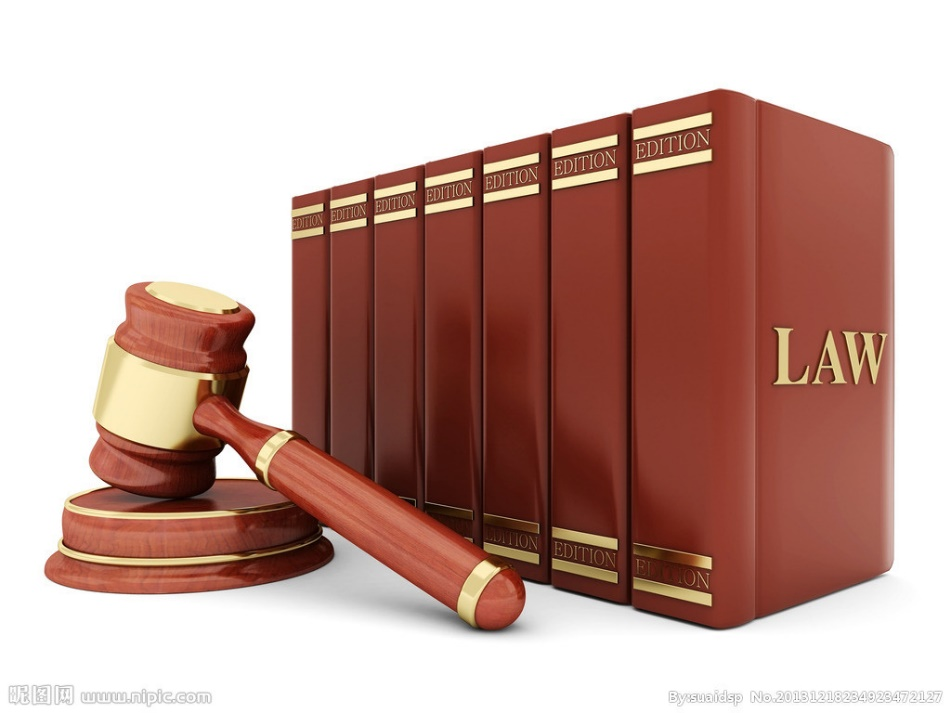 EDITION EDITION EDITION EDITION EDITION EDITION EDITION
LAW
EDITION EDITION EDITION
昵图网 www.nipic.com
By:suaidsp No.20131218234923472127